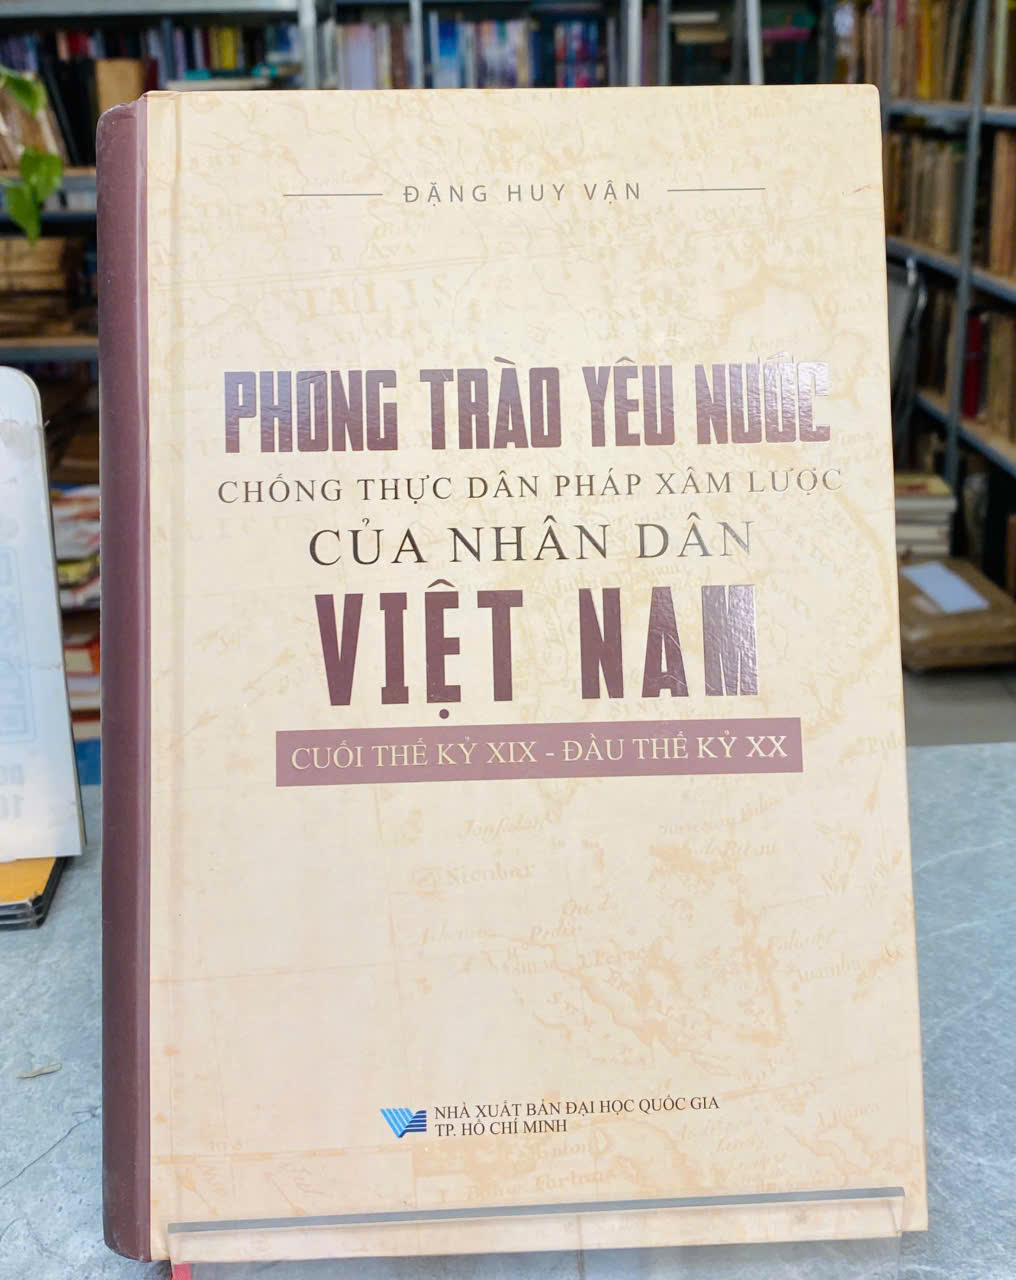 ĐẶNG HUY VẬN
PHONG TRÀO YÊU NƯỚC
CHỐNG THỰC DÂN PHÁP XÂM LƯỢC
CỦA NHÂN DÂN
VIỆT NAM
CUỐI THẾ KỶ XIX - ĐẦU THẾ KỶ XX
NHÀ XUẤT BẢN ĐẠI HỌC QUỐC GIA
TP. HỒ CHÍ MINH